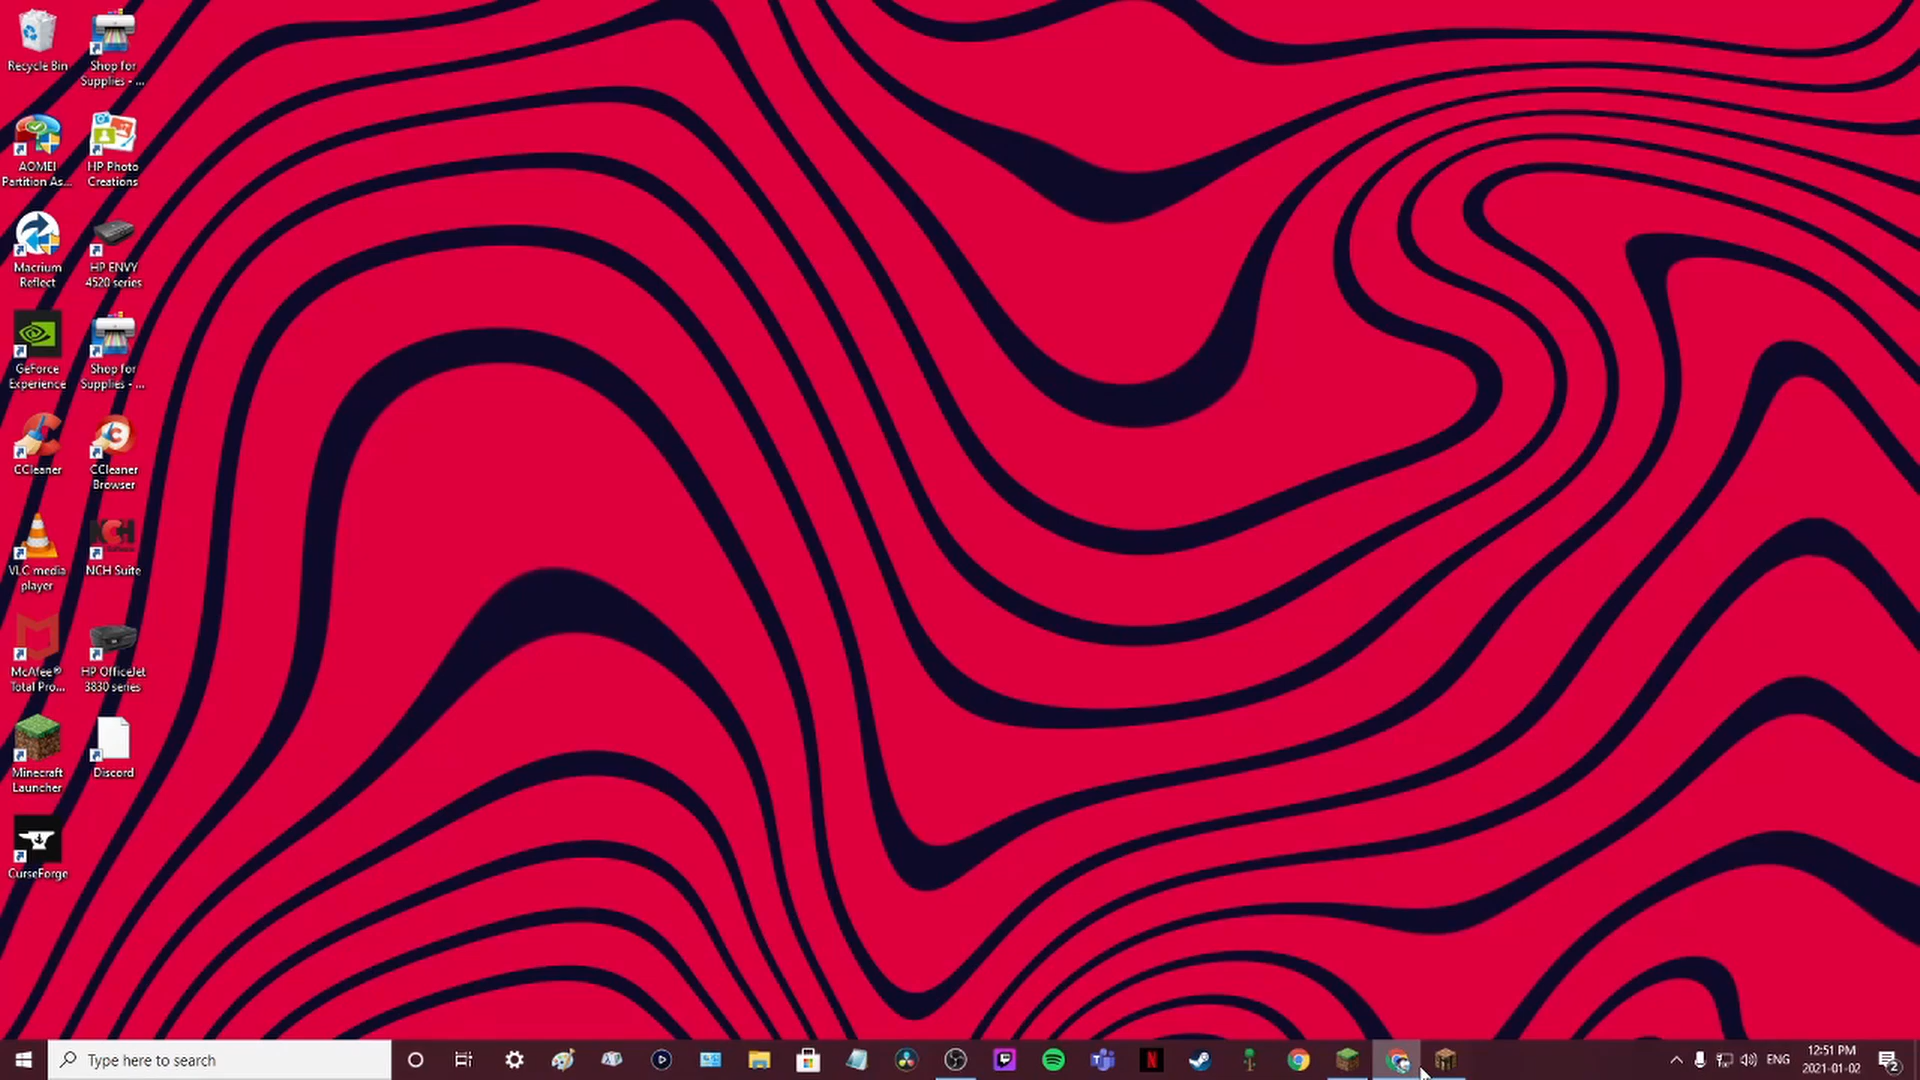 Recycle Bin
Shop for
Supplies - ...
AOMEI
Partition As...
HP Photo
Creations
Macrium
Reflect
HP ENVY
4520 series
GeForce
Experience
Shop for
Supplies - ...
CCleaner
CCleaner
Browser
VLC media
player
NCH
NCH Suite
McAfee®
Total Pro...
HP OfficeJet
3830 series
Minecraft
Launcher
Discord
CurseForge
Type here to search
ENG
12:51 PM
2021-01-02
2